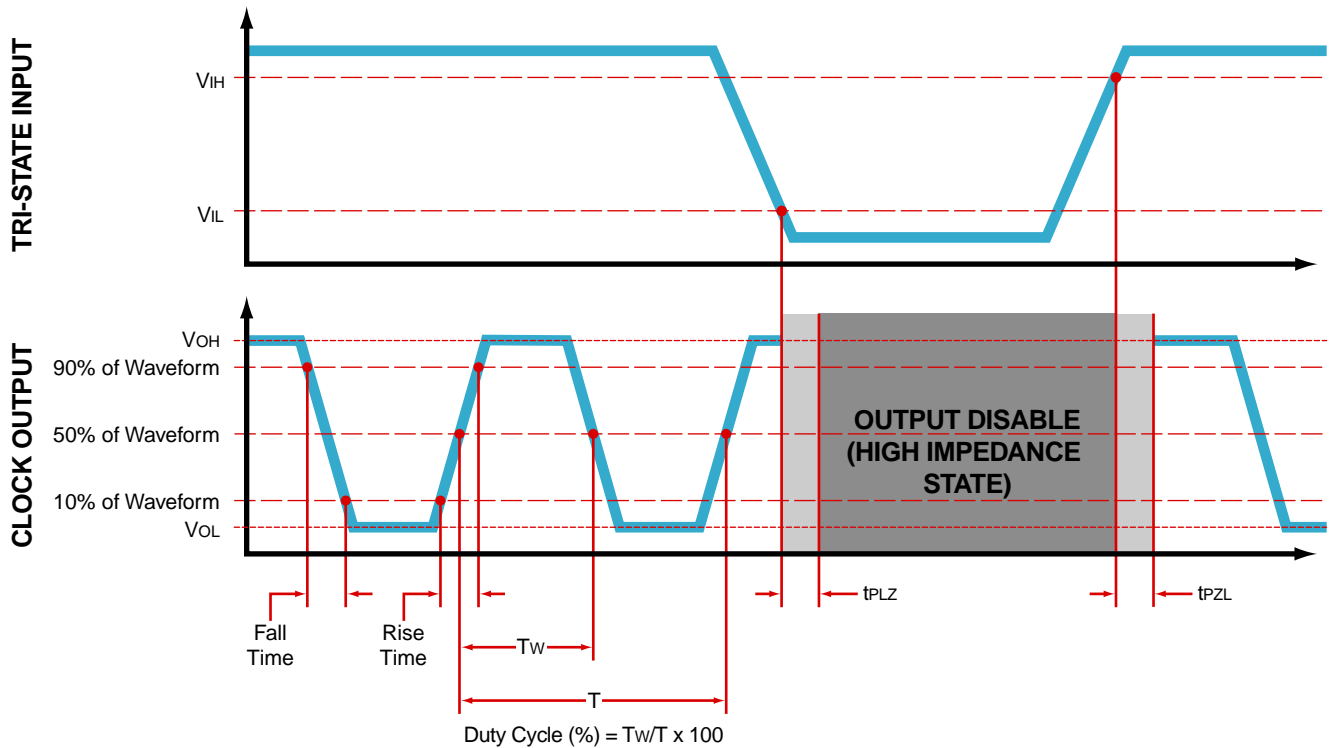 TRI-STATE INPUT
VIH
VIL
CLOCK OUTPUT
VOH
90% of Waveform
50% of Waveform
10% of Waveform
VOL
OUTPUT DISABLE
(HIGH IMPEDANCE
STATE)
tPLZ
tPZL
Fall
Time
Rise
Time
TW
T
Duty Cycle (%) = TW/T x 100